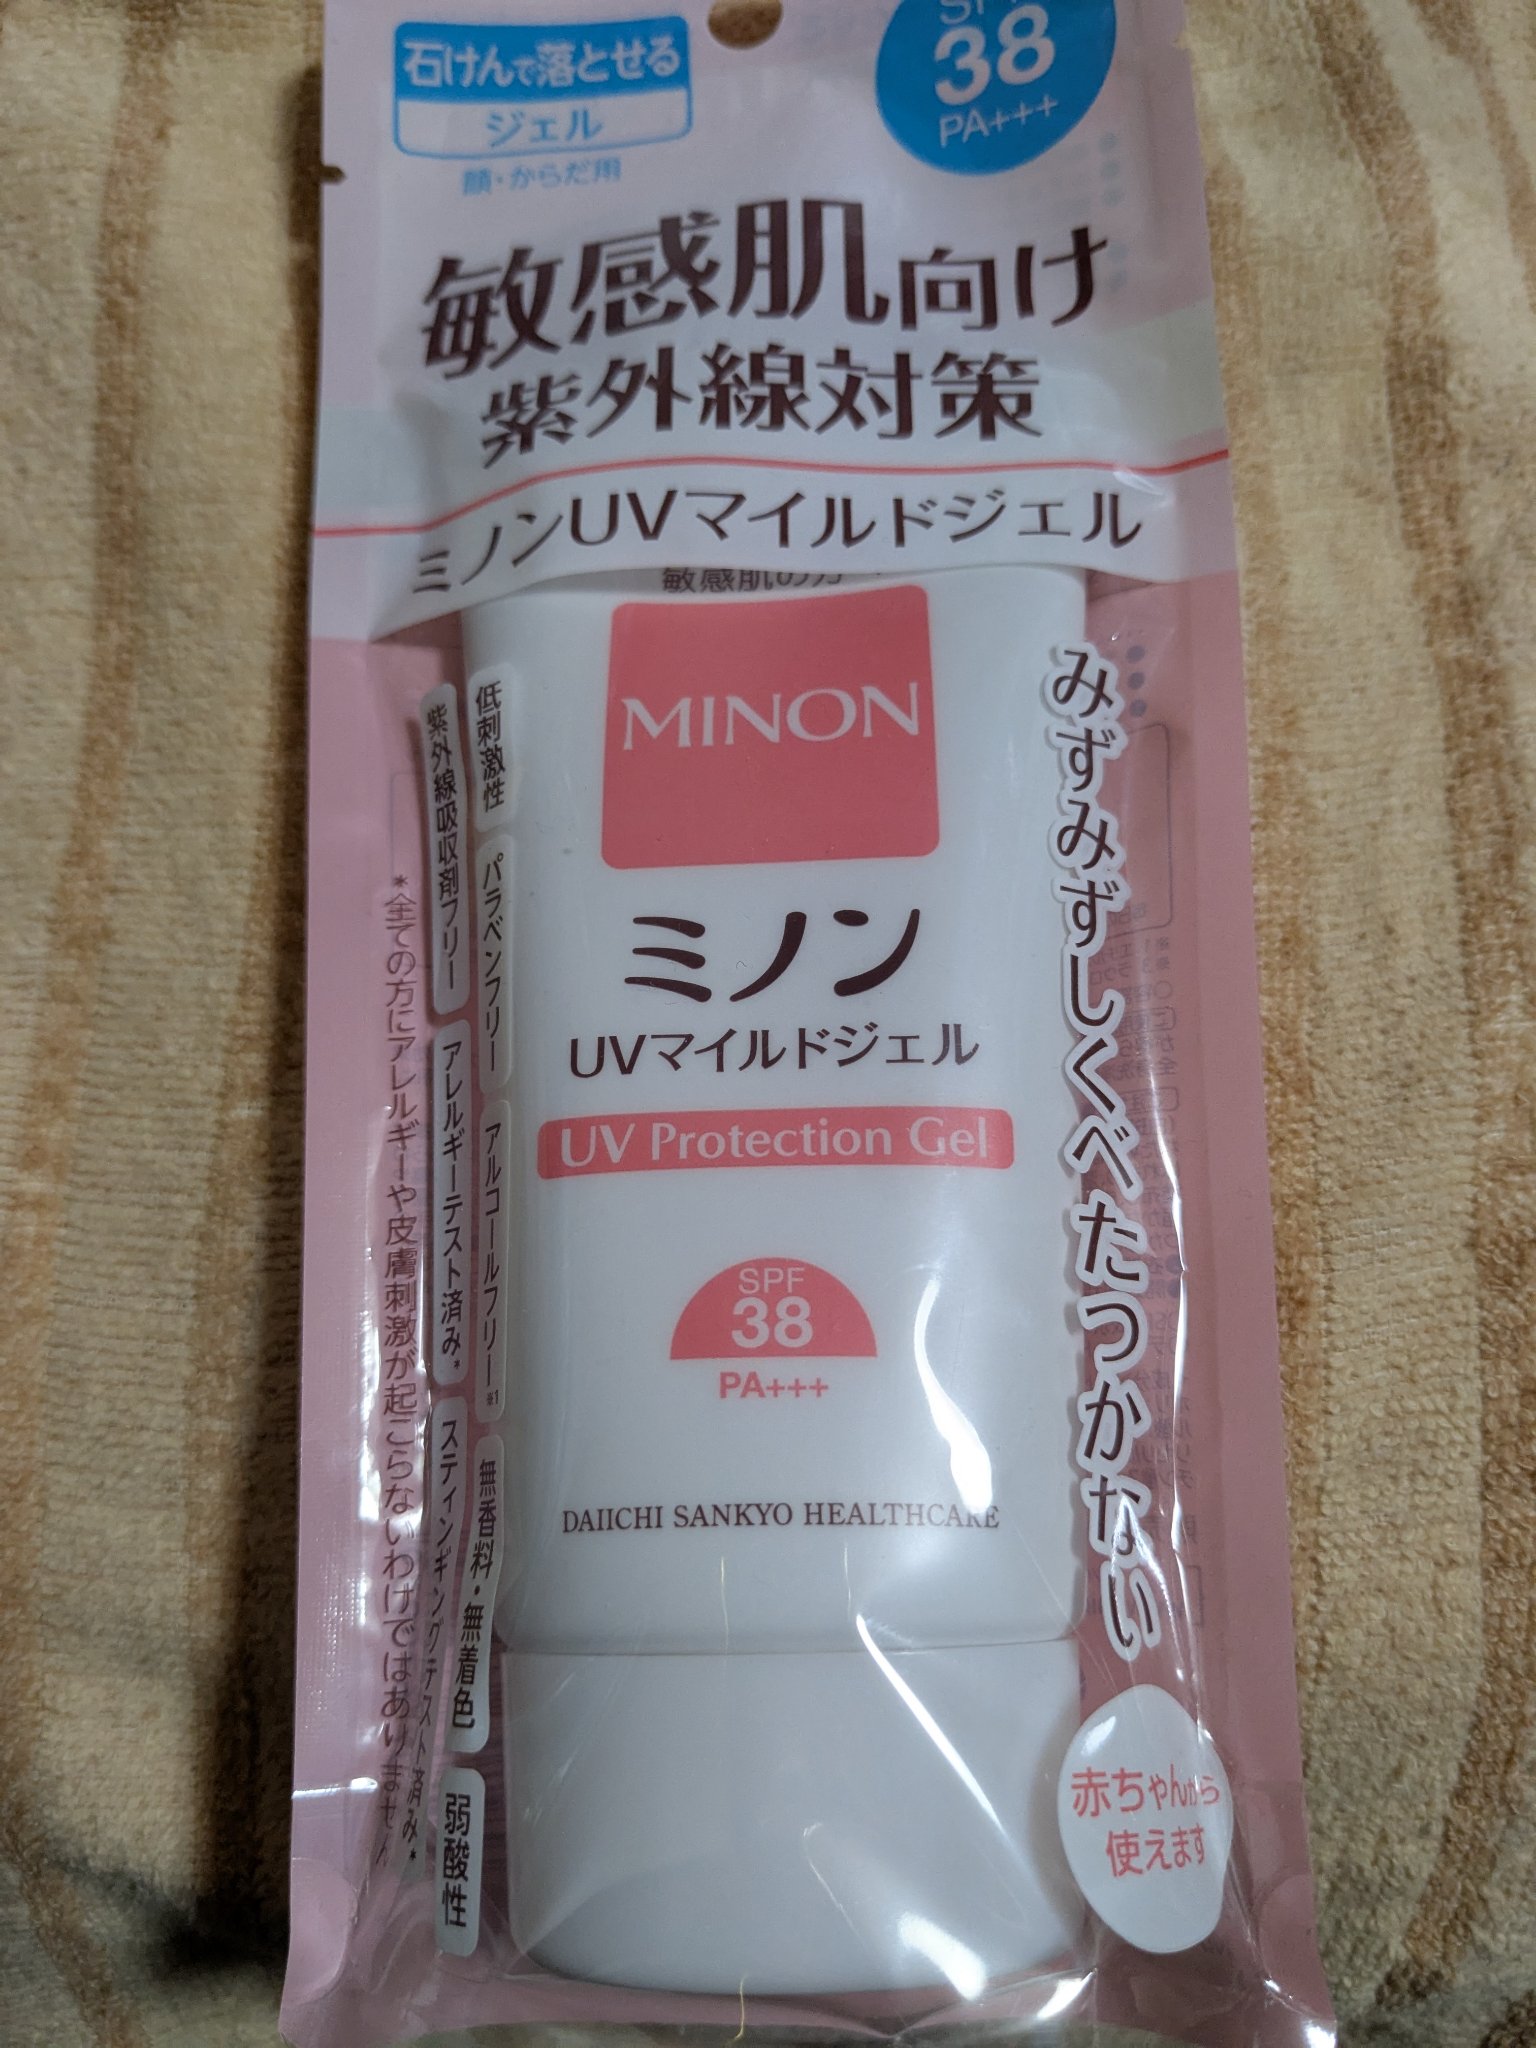 石けんで落とせる
ジェル
顔・からだ用
38
PA+++
敏感肌向け
紫外線対策
ミノンUVマイルドジェル
敏感肌の
MINON
ミノン
UVマイルドジェル
UV Protection Gel
SPF
38
PA+++
DAIICHI SANKYO HEALTHCARE
みずみずしくべたつかない
低刺激性
パラベンフリー
アルコールフリー※1
無香料・無着色
弱酸性
紫外線吸収剤フリー
アレルギーテスト済み*
スティンギングテスト済み*
*全ての方にアレルギーや皮膚刺激が起こらないわけではありません
赤ちゃんから
使えます